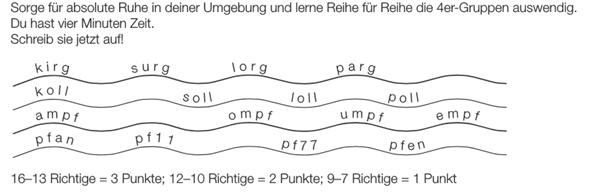 Sorge für absolute Ruhe in deiner Umgebung und lerne Reihe für Reihe die 4er-Gruppen auswendig.
Du hast vier Minuten Zeit.
Schreib sie jetzt auf!
kirg surg lorg parg
koll soll loll poll
ampf ompf umpf empf
pfan pf11 pf77 pfen
16–13 Richtige = 3 Punkte; 12–10 Richtige = 2 Punkte; 9–7 Richtige = 1 Punkt